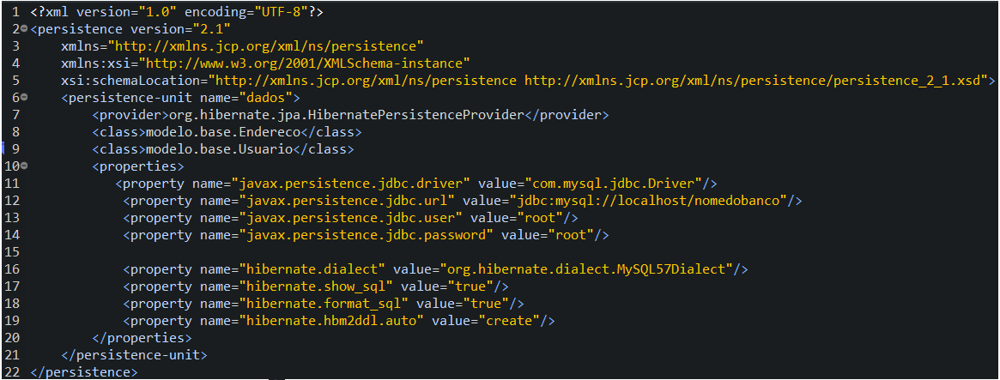 1 <?xml version="1.0" encoding="UTF-8"?>
2 <persistence version="2.1"
3     xmlns="http://xmlns.jcp.org/xml/ns/persistence"
4     xmlns:xsi="http://www.w3.org/2001/XMLSchema-instance"
5     xsi:schemaLocation="http://xmlns.jcp.org/xml/ns/persistence http://xmlns.jcp.org/xml/ns/persistence/persistence_2_1.xsd">
6     <persistence-unit name="dados">
7         <provider>org.hibernate.jpa.HibernatePersistenceProvider</provider>
8         <class>modelo.base.Endereco</class>
9         <class>modelo.base.Usuario</class>
10         <properties>
11            <property name="javax.persistence.jdbc.driver" value="com.mysql.jdbc.Driver"/>
12             <property name="javax.persistence.jdbc.url" value="jdbc:mysql://localhost/nomedobanco"/>
13             <property name="javax.persistence.jdbc.user" value="root"/>
14             <property name="javax.persistence.jdbc.password" value="root"/>
15
16             <property name="hibernate.dialect" value="org.hibernate.dialect.MySQL57Dialect"/>
17             <property name="hibernate.show_sql" value="true"/>
18             <property name="hibernate.format_sql" value="true"/>
19             <property name="hibernate.hbm2ddl.auto" value="create"/>
20         </properties>
21     </persistence-unit>
22 </persistence>